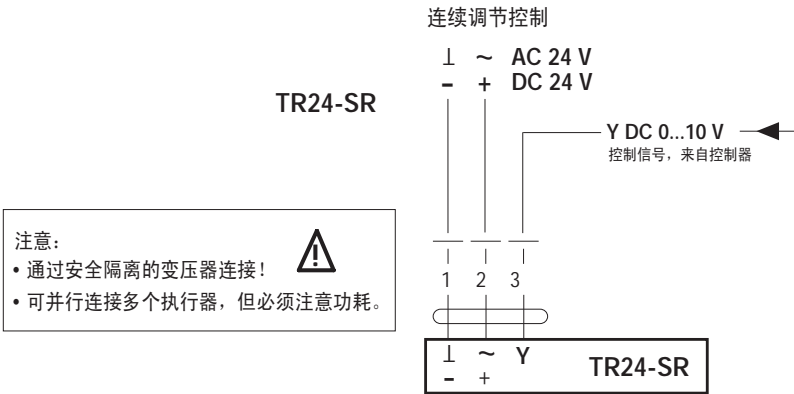 连续调节控制
⊥ ~ AC 24 V
– + DC 24 V
TR24-SR
Y DC 0...10 V
控制信号，来自控制器
注意：
• 通过安全隔离的变压器连接！
• 可并行连接多个执行器，但必须注意功耗。
1 2 3
⊥ ~ Y
– +
TR24-SR